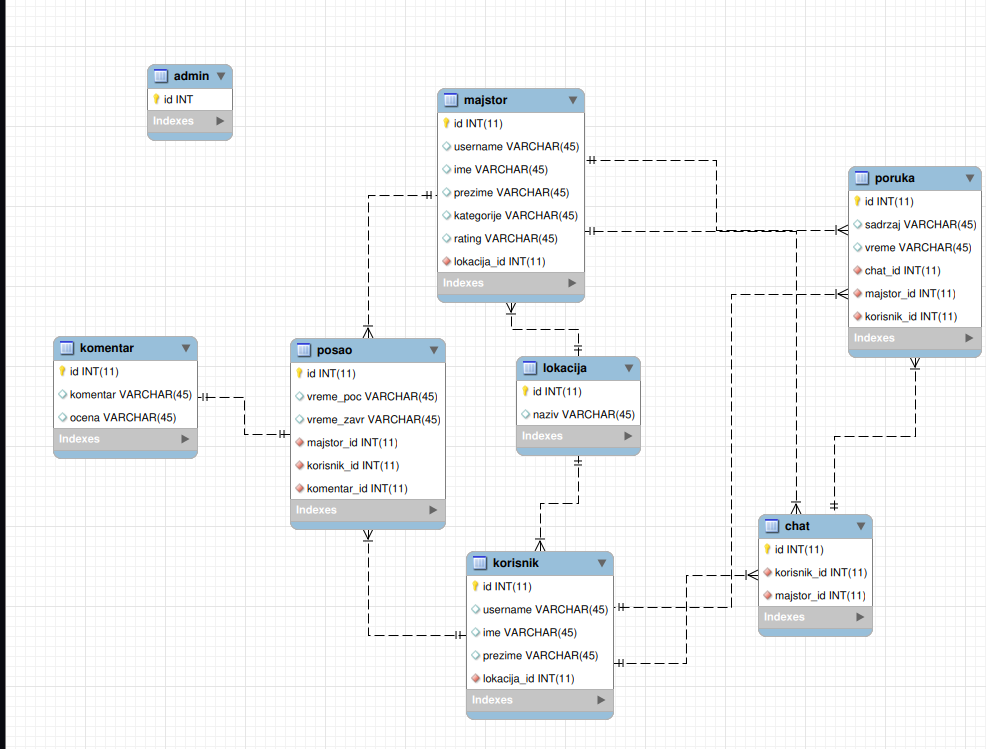 admin
id INT
Indexes
majstor
id INT(11)
username VARCHAR(45)
ime VARCHAR(45)
prezime VARCHAR(45)
kategorije VARCHAR(45)
rating VARCHAR(45)
lokacija_id INT(11)
Indexes
poruka
id INT(11)
sadrzaj VARCHAR(45)
vreme VARCHAR(45)
chat_id INT(11)
majstor_id INT(11)
korisnik_id INT(11)
Indexes
komentar
id INT(11)
komentar VARCHAR(45)
ocena VARCHAR(45)
Indexes
posao
id INT(11)
vreme_poc VARCHAR(45)
vreme_zavr VARCHAR(45)
majstor_id INT(11)
korisnik_id INT(11)
komentar_id INT(11)
Indexes
lokacija
id INT(11)
naziv VARCHAR(45)
Indexes
korisnik
id INT(11)
username VARCHAR(45)
ime VARCHAR(45)
prezime VARCHAR(45)
lokacija_id INT(11)
Indexes
chat
id INT(11)
korisnik_id INT(11)
majstor_id INT(11)
Indexes